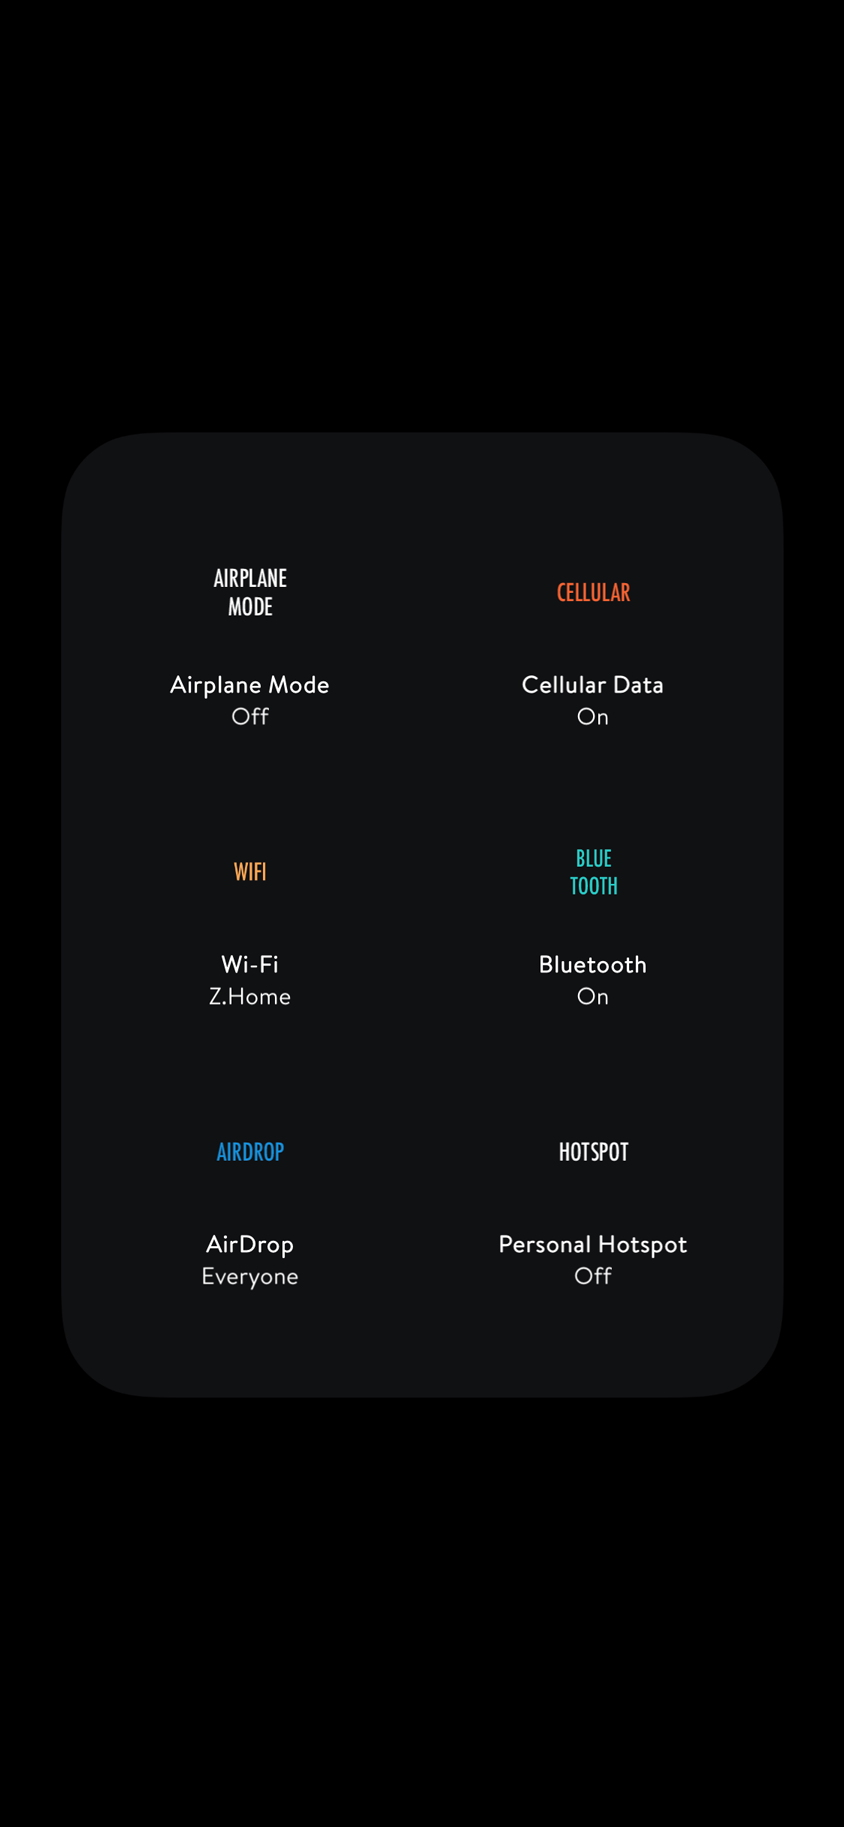 AIRPLANE
MODE
CELLULAR
Airplane Mode
Off
Cellular Data
On
WIFI
BLUE
TOOTH
Wi-Fi
Z.Home
Bluetooth
On
AIRDROP
HOTSPOT
AirDrop
Everyone
Personal Hotspot
Off